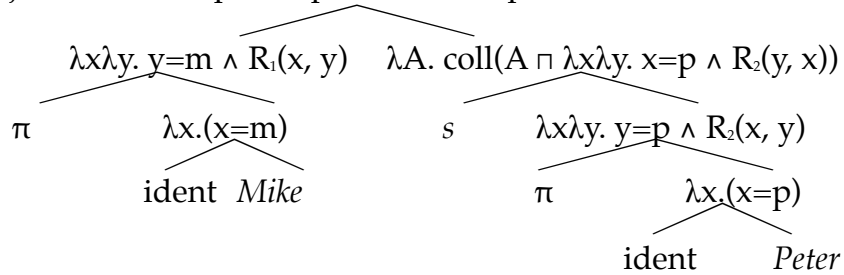 λxλy. y=m ∧ R₁(x, y) λA. coll(A ⊓ λxλy. x=p ∧ R₂(y, x))
π λx.(x=m) s λxλy. y=p ∧ R₂(x, y)
ident Mike π λx.(x=p)
ident Peter